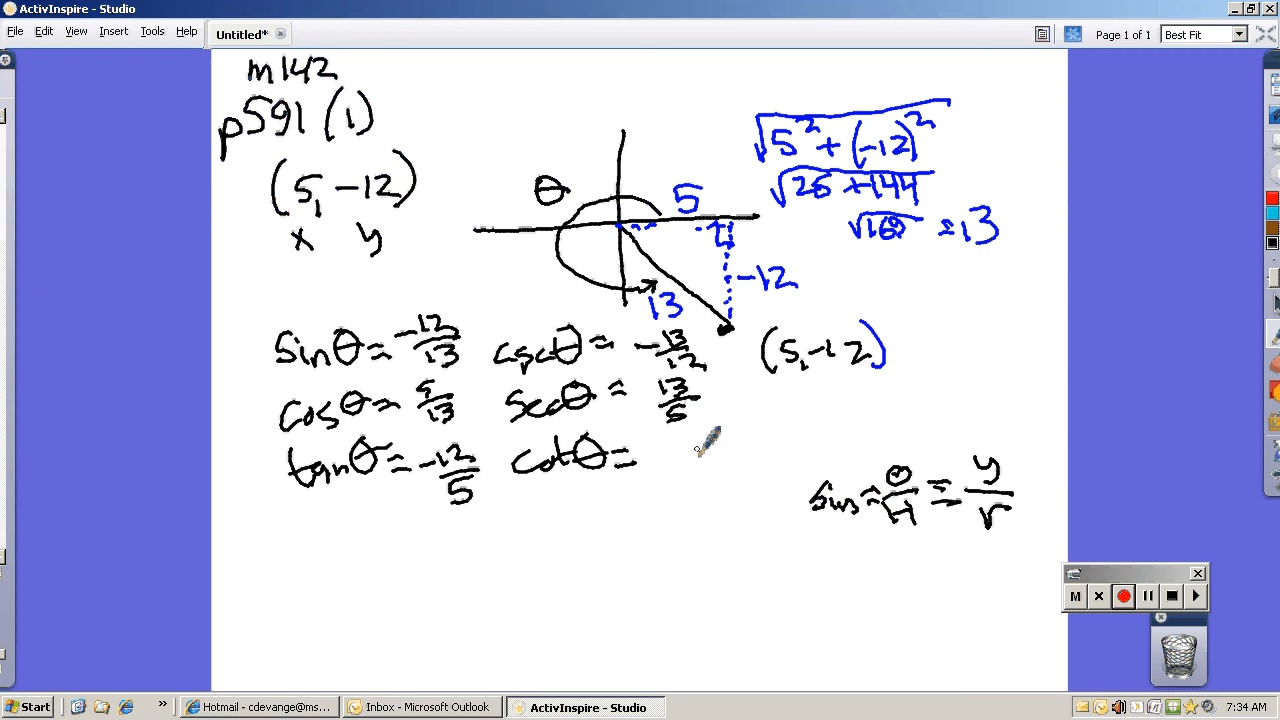 ActivInspire - Studio
File Edit View Insert Tools Help Untitled* Page 1 of 1 Best Fit
m142
p591 (1)
(5, -12)
x y
θ
5
-12
13
(5, -12)
√5² + (-12)²
√25 + 144
√169 = 13
sinθ = -12/13 cscθ = -13/12
cosθ = 5/13 secθ = 13/5
tanθ = -12/5 cotθ =
sin = O/H = y/r
M
Start Hotmail - cdevange@ms... Inbox - Microsoft Outlook ActivInspire - Studio 7:34 AM